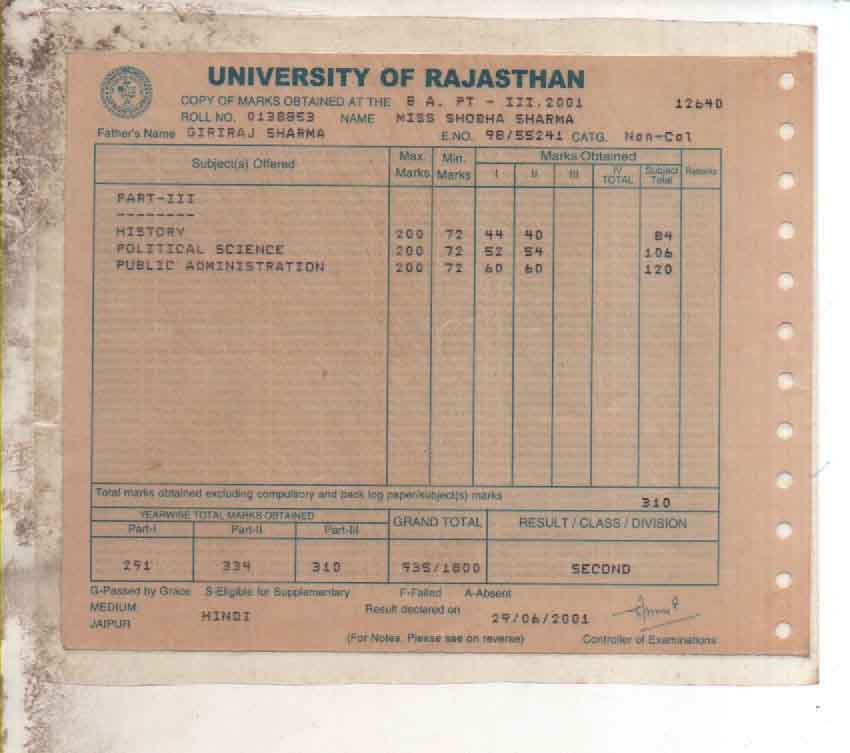 UNIVERSITY OF RAJASTHAN
COPY OF MARKS OBTAINED AT THE B A. PT - III.2001 12640
ROLL NO. 0138853 NAME MISS SHOBHA SHARMA
Father's Name GIRIRAJ SHARMA E.NO. 98/55241 CATG. Non-Col
Subject(s) Offered Max. Marks Min. Marks Marks Obtained I II III IV TOTAL Subject Total Remarks
PART-III
--------
HISTORY 200 72 44 40 84
POLITICAL SCIENCE 200 72 52 54 106
PUBLIC ADMINISTRATION 200 72 60 60 120
Total marks obtained excluding compulsory and back log paper/subject(s) marks 310
YEARWISE TOTAL MARKS OBTAINED GRAND TOTAL RESULT / CLASS / DIVISION
Part-I Part-II Part-III
291 334 310 935/1800 SECOND
G-Passed by Grace S-Eligible for Supplementary F-Failed A-Absent
MEDIUM: HINDI Result declared on 29/06/2001
JAIPUR
(For Notes, Please see on reverse) Controller of Examinations